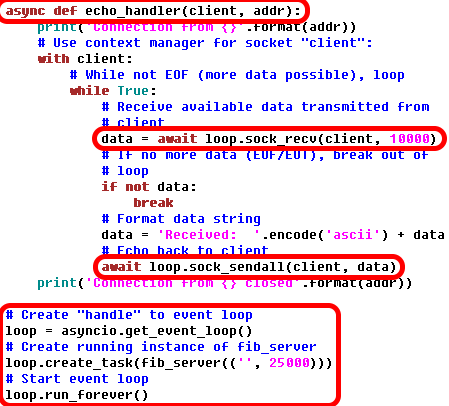 async def echo_handler(client, addr):
    print('Connection from {}'.format(addr))
    # Use context manager for socket "client":
    with client:
        # While not EOF (more data possible), loop
        while True:
            # Receive available data transmitted from
            # client
            data = await loop.sock_recv(client, 10000)
            # If no more data (EOF/EOT), break out of
            # loop
            if not data:
                break
            # Format data string
            data = 'Received:  '.encode('ascii') + data
            # Echo back to client
            await loop.sock_sendall(client, data)
    print('Connection from {} closed'.format(addr))
# Create "handle" to event loop
loop = asyncio.get_event_loop()
# Create running instance of fib_server
loop.create_task(fib_server(('', 25000)))
# Start event loop
loop.run_forever()